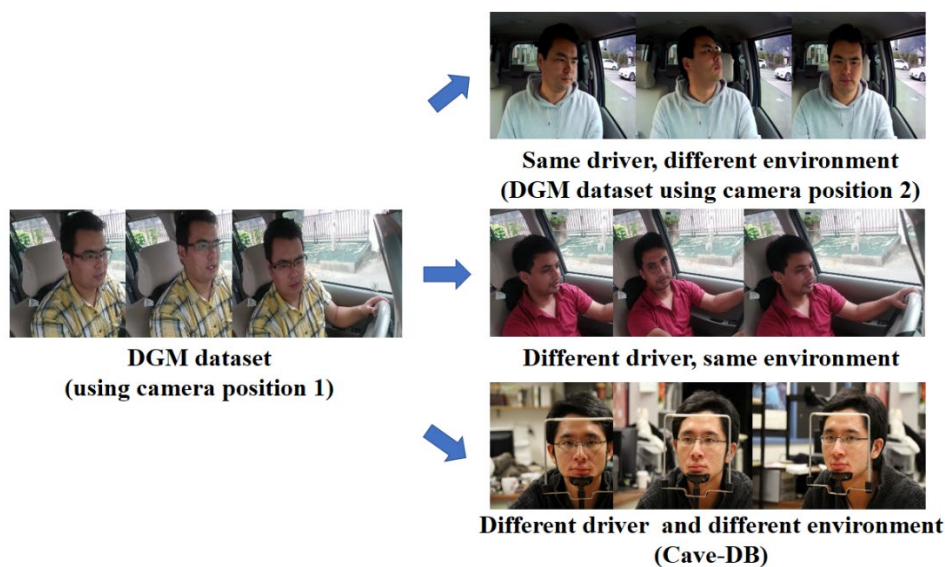 Same driver, different environment
(DGM dataset using camera position 2)
DGM dataset
(using camera position 1)
Different driver, same environment
Different driver and different environment
(Cave-DB)